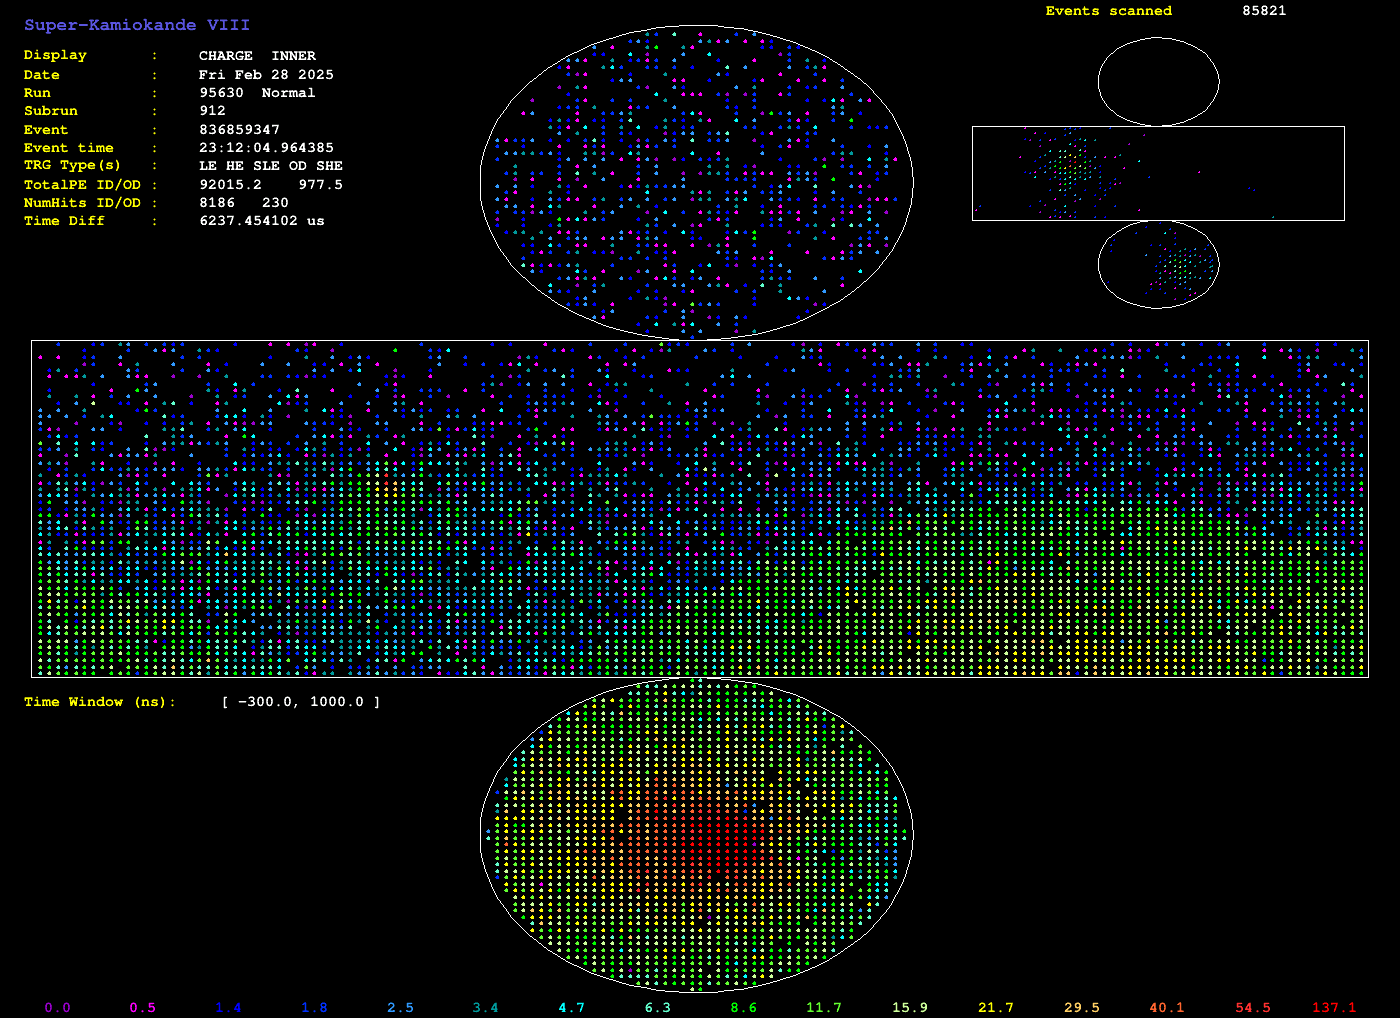 Super-Kamiokande VIII
Events scanned 85821
Display : CHARGE INNER
Date : Fri Feb 28 2025
Run : 95630 Normal
Subrun : 912
Event : 836859347
Event time : 23:12:04.964385
TRG Type(s) : LE HE SLE OD SHE
TotalPE ID/OD : 92015.2 977.5
NumHits ID/OD : 8186 230
Time Diff : 6237.454102 us
Time Window (ns): [ -300.0, 1000.0 ]
0.0 0.5 1.4 1.8 2.5 3.4 4.7 6.3 8.6 11.7 15.9 21.7 29.5 40.1 54.5 137.1